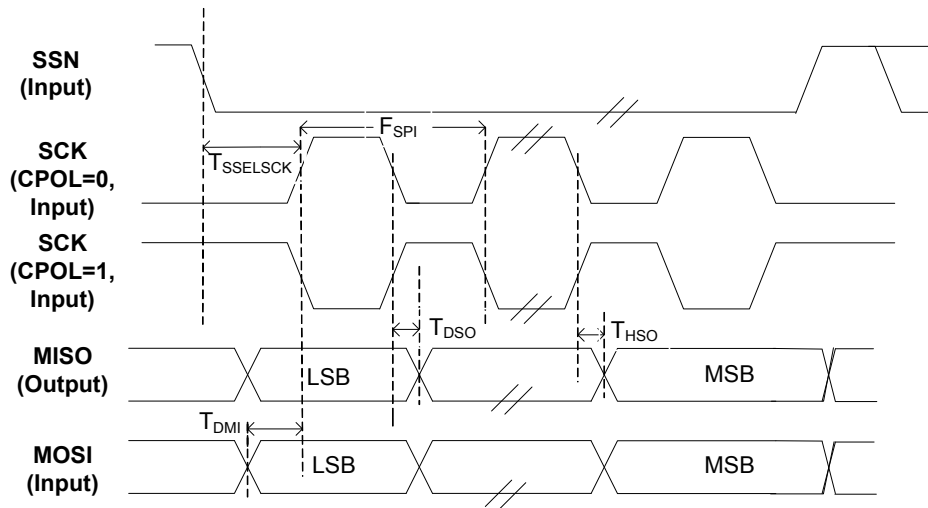 SSN
(Input)
F_SPI
SCK
(CPOL=0,
Input)
T_SSELSCK
SCK
(CPOL=1,
Input)
T_DSO
T_HSO
MISO
(Output)
LSB
MSB
T_DMI
MOSI
(Input)
LSB
MSB